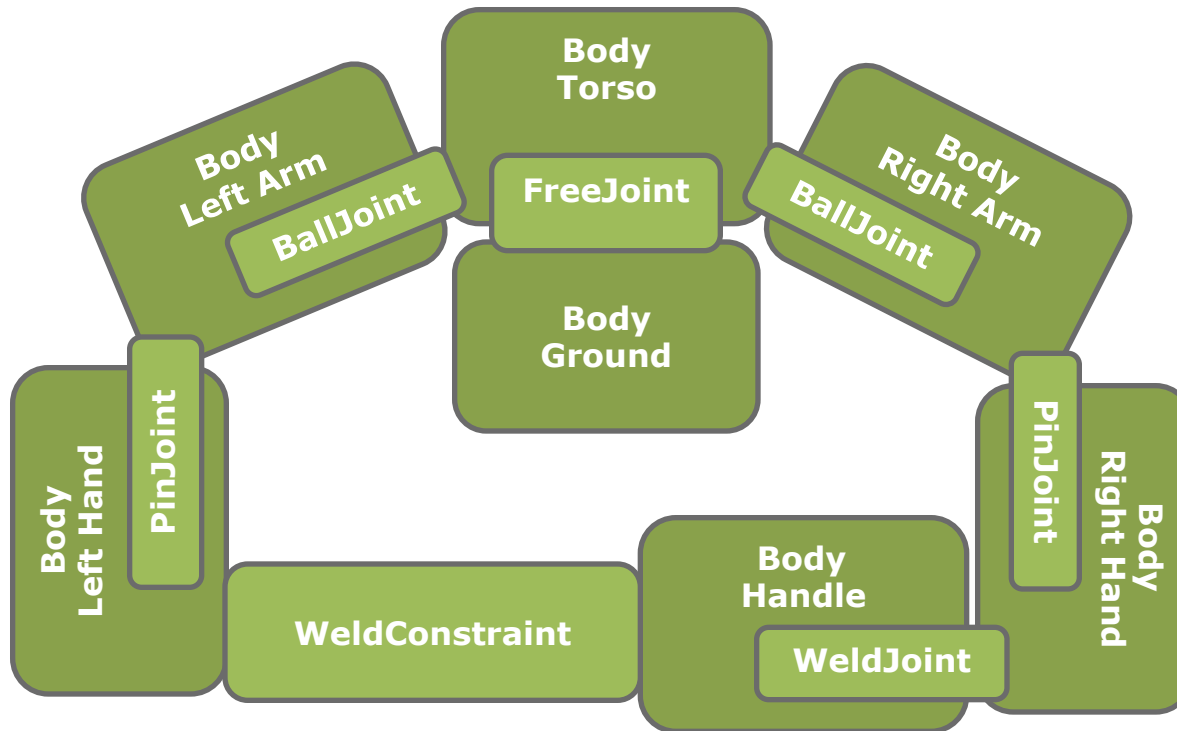 Body
Torso
FreeJoint
Body
Left Arm
BallJoint
Body
Right Arm
BallJoint
Body
Ground
PinJoint
Body
Left Hand
PinJoint
Body
Right Hand
WeldConstraint
Body
Handle
WeldJoint